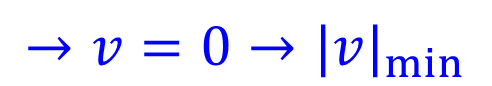 → v = 0 → |v|min